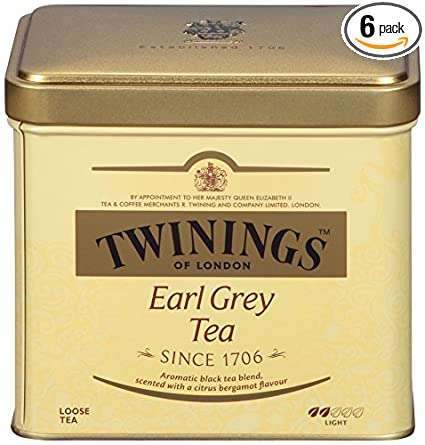 6
pack
Established 1706
BY APPOINTMENT TO HER MAJESTY QUEEN ELIZABETH II
TEA & COFFEE MERCHANTS R. TWINING AND COMPANY LIMITED. LONDON.
TWININGS™
OF LONDON
Earl Grey
Tea
SINCE 1706
Aromatic black tea blend,
scented with a citrus bergamot flavour
LOOSE
TEA
LIGHT